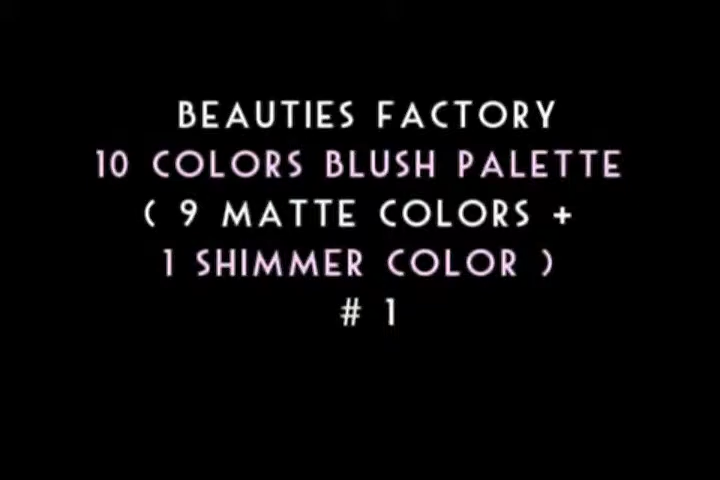 BEAUTIES FACTORY
10 COLORS BLUSH PALETTE
( 9 MATTE COLORS +
1 SHIMMER COLOR )
# 1